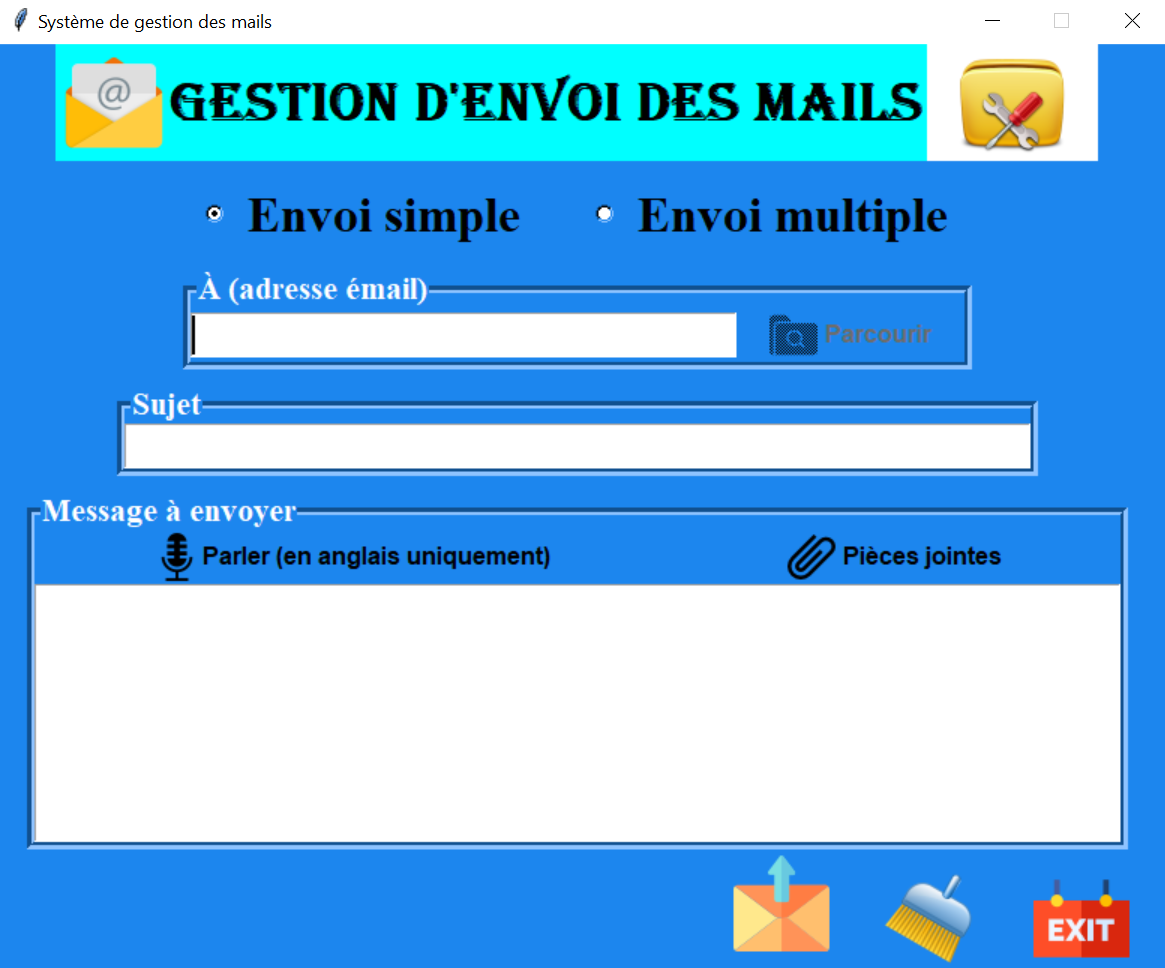 Système de gestion des mails
@
GESTION D'ENVOI DES MAILS
Envoi simple Envoi multiple
À (adresse émail)
Parcourir
Sujet
Message à envoyer
Parler (en anglais uniquement) Pièces jointes
EXIT